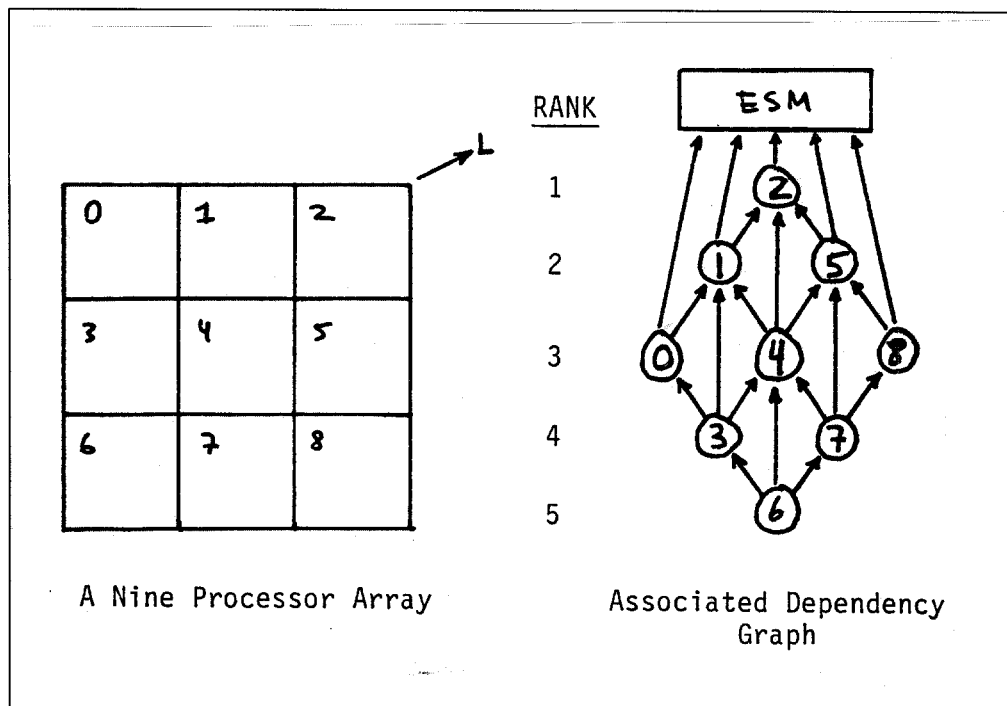 L
0 1 2
3 4 5
6 7 8
A Nine Processor Array
RANK
1
2
3
4
5
ESM
2
1 5
0 4 8
3 7
6
Associated Dependency
Graph